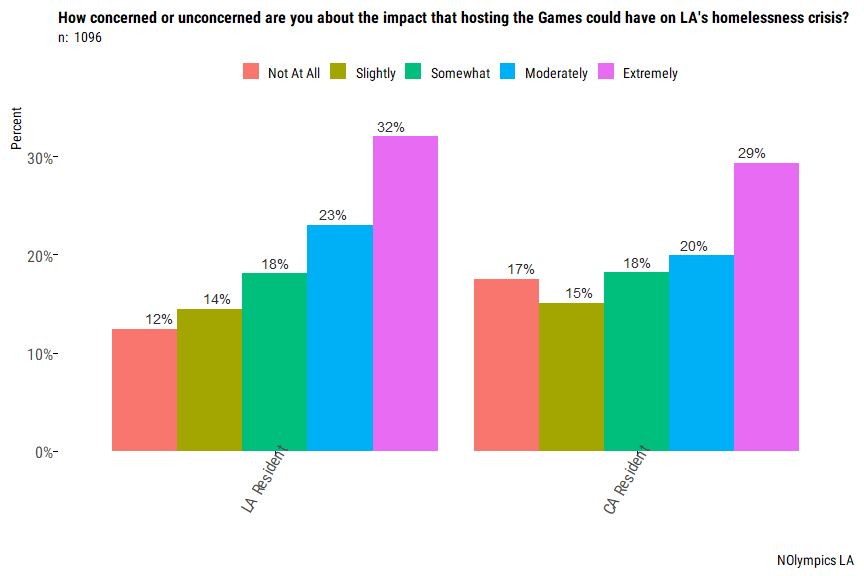 How concerned or unconcerned are you about the impact that hosting the Games could have on LA's homelessness crisis?
n: 1096
Not At All Slightly Somewhat Moderately Extremely
Percent
32%
29%
30%
23%
20%
20%
18%
18%
17%
14%
15%
12%
10%
0%
LA Resident
CA Resident
NOlympics LA